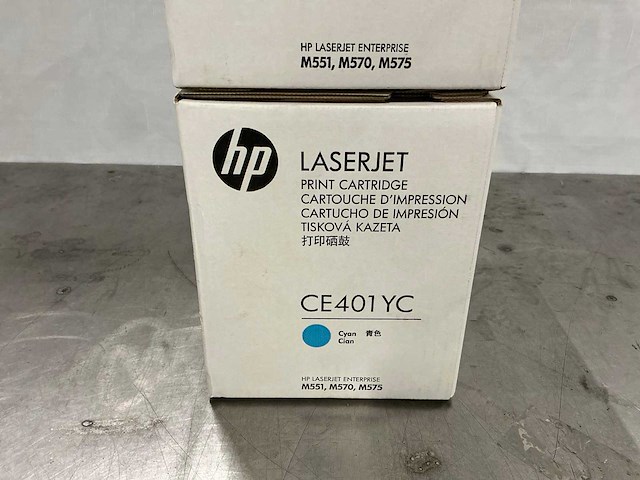 HP LASERJET ENTERPRISE
M551, M570, M575
hp
LASERJET
PRINT CARTRIDGE
CARTOUCHE D'IMPRESSION
CARTUCHO DE IMPRESIÓN
TISKOVÁ KAZETA
打印硒鼓
CE401YC
Cyan 青色
Cian
HP LASERJET ENTERPRISE
M551, M570, M575